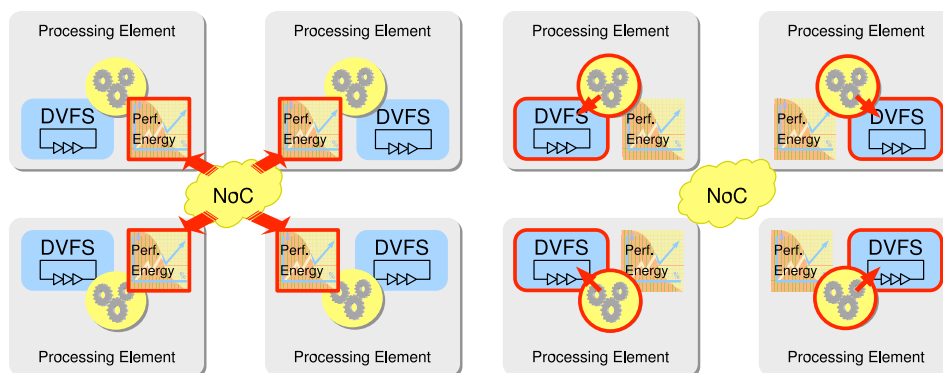 Processing Element
Processing Element
Processing Element
Processing Element
DVFS
Perf.
Energy
Perf.
Energy
DVFS
DVFS
Perf.
Energy
Perf.
Energy
DVFS
NoC
NoC
DVFS
Perf.
Energy
%
Perf.
Energy
%
DVFS
DVFS
Perf.
Energy
%
Perf.
Energy
%
DVFS
Processing Element
Processing Element
Processing Element
Processing Element